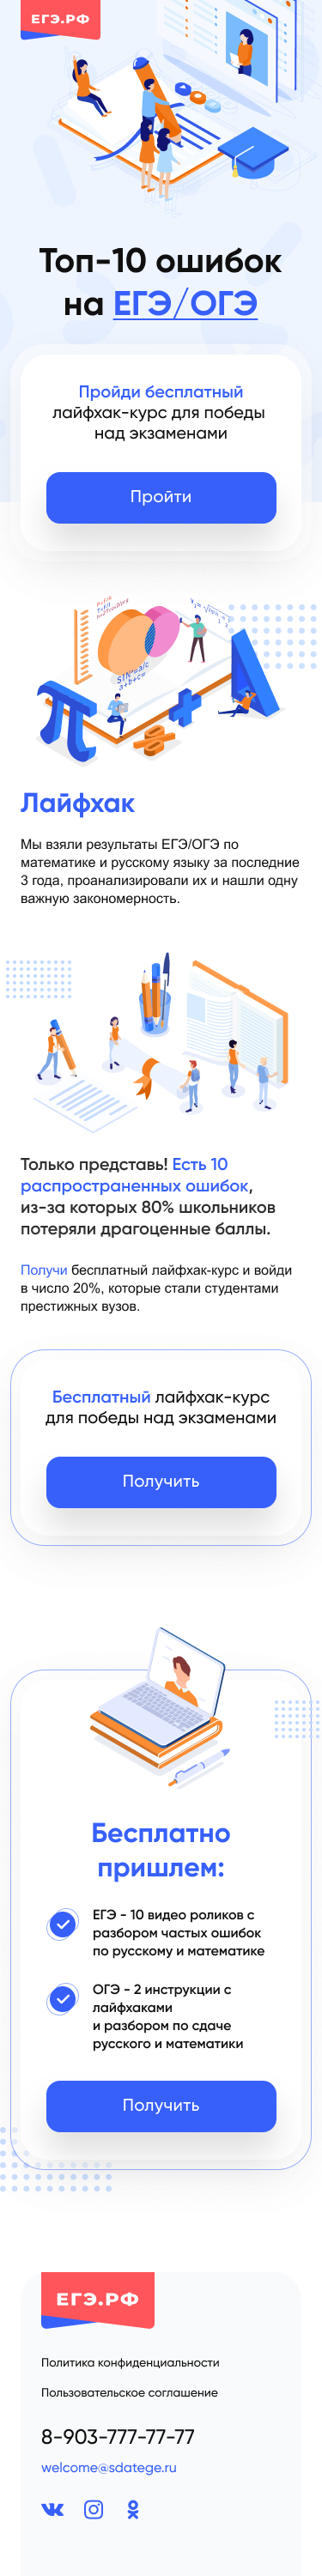 ЕГЭ.РФ
Топ-10 ошибок
на ЕГЭ/ОГЭ
Пройди бесплатный
лайфхак-курс для победы
над экзаменами
Пройти
Лайфхак
Мы взяли результаты ЕГЭ/ОГЭ по
математике и русскому языку за последние
3 года, проанализировали их и нашли одну
важную закономерность.
Только представь! Есть 10
распространенных ошибок,
из-за которых 80% школьников
потеряли драгоценные баллы.
Получи бесплатный лайфхак-курс и войди
в число 20%, которые стали студентами
престижных вузов.
Бесплатный лайфхак-курс
для победы над экзаменами
Получить
Бесплатно
пришлем:
ЕГЭ - 10 видео роликов с
разбором частых ошибок
по русскому и математике
ОГЭ - 2 инструкции с
лайфхаками
и разбором по сдаче
русского и математики
Получить
ЕГЭ.РФ
Политика конфиденциальности
Пользовательское соглашение
8-903-777-77-77
welcome@sdatege.ru